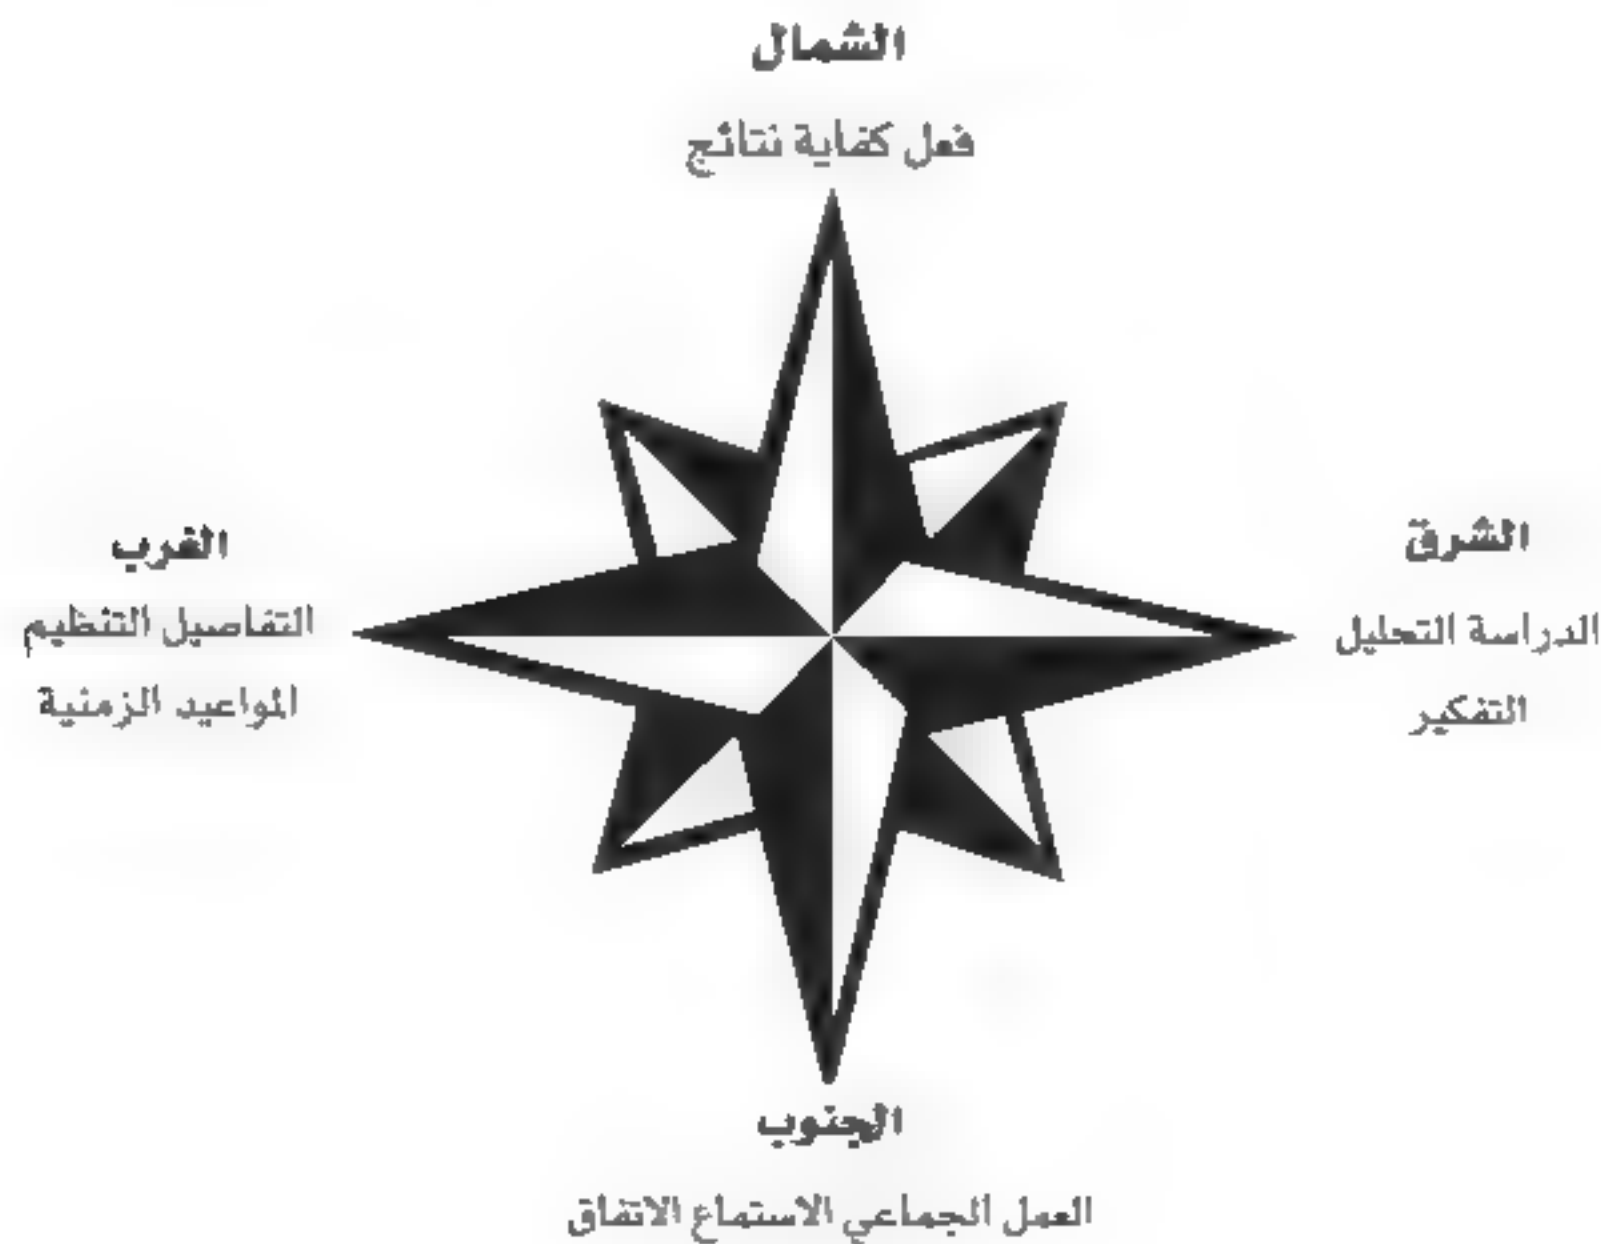 الشمال
فعل كفاية نتائج
الشرق
الدراسة التحليل
التفكير
الغرب
التفاصيل التنظيم
المواعيد الزمنية
الجنوب
العمل الجماعي الاستماع الاتفاق